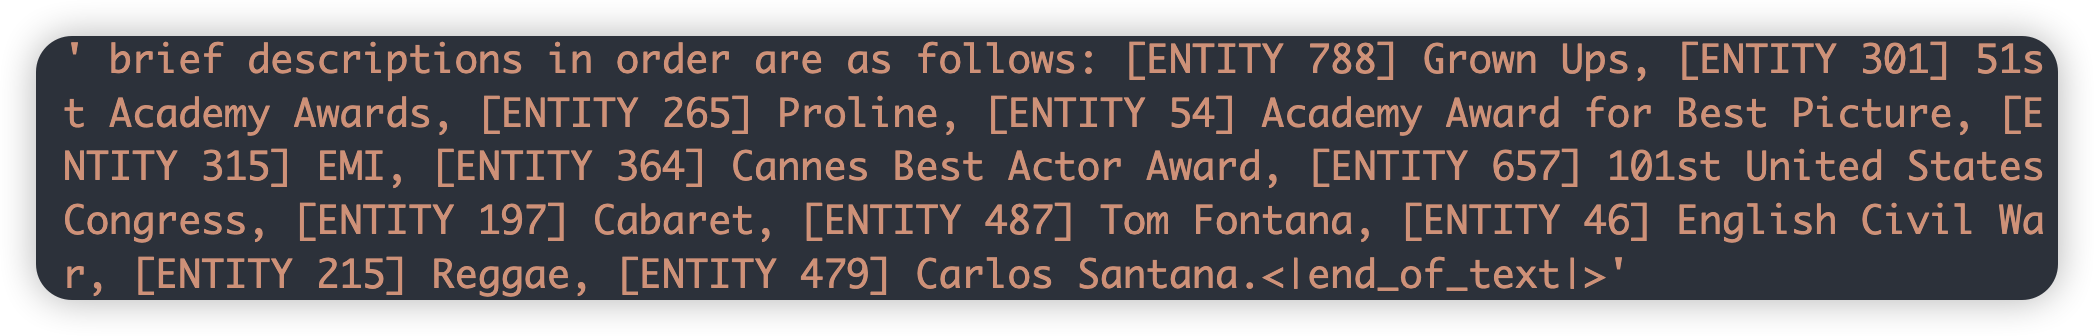 ' brief descriptions in order are as follows: [ENTITY 788] Grown Ups, [ENTITY 301] 51s
t Academy Awards, [ENTITY 265] Proline, [ENTITY 54] Academy Award for Best Picture, [E
NTITY 315] EMI, [ENTITY 364] Cannes Best Actor Award, [ENTITY 657] 101st United States
Congress, [ENTITY 197] Cabaret, [ENTITY 487] Tom Fontana, [ENTITY 46] English Civil Wa
r, [ENTITY 215] Reggae, [ENTITY 479] Carlos Santana.<|end_of_text|>'